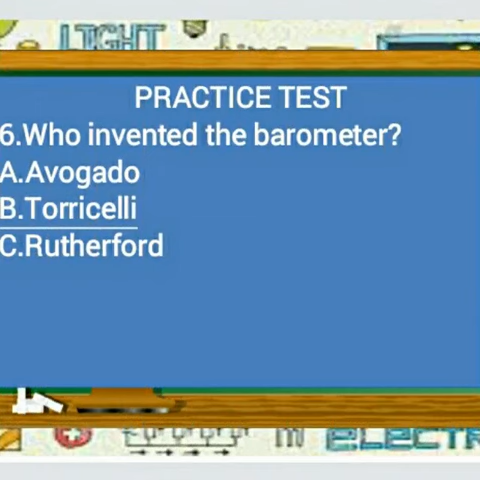 LIGHT
PRACTICE TEST
6.Who invented the barometer?
A.Avogado
B.Torricelli
C.Rutherford
m ELECTR